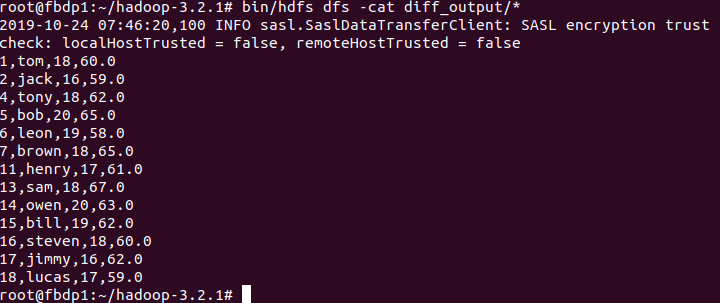 root@fbdp1:~/hadoop-3.2.1# bin/hdfs dfs -cat diff_output/*
2019-10-24 07:46:20,100 INFO sasl.SaslDataTransferClient: SASL encryption trust
check: localHostTrusted = false, remoteHostTrusted = false
1,tom,18,60.0
2,jack,16,59.0
4,tony,18,62.0
5,bob,20,65.0
6,leon,19,58.0
7,brown,18,65.0
11,henry,17,61.0
13,sam,18,67.0
14,owen,20,63.0
15,bill,19,62.0
16,steven,18,60.0
17,jimmy,16,62.0
18,lucas,17,59.0
root@fbdp1:~/hadoop-3.2.1#